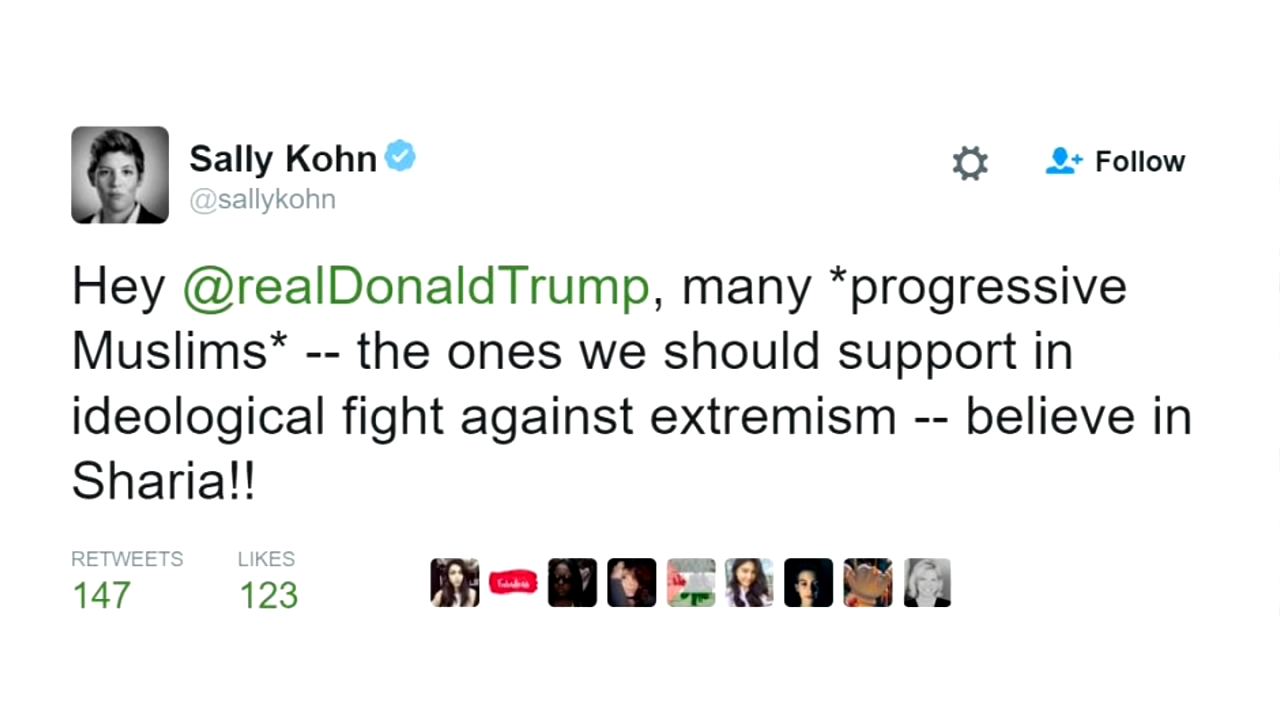 Sally Kohn
@sallykohn
Follow
Hey @realDonaldTrump, many *progressive
Muslims* -- the ones we should support in
ideological fight against extremism -- believe in
Sharia!!
RETWEETS LIKES
147 123